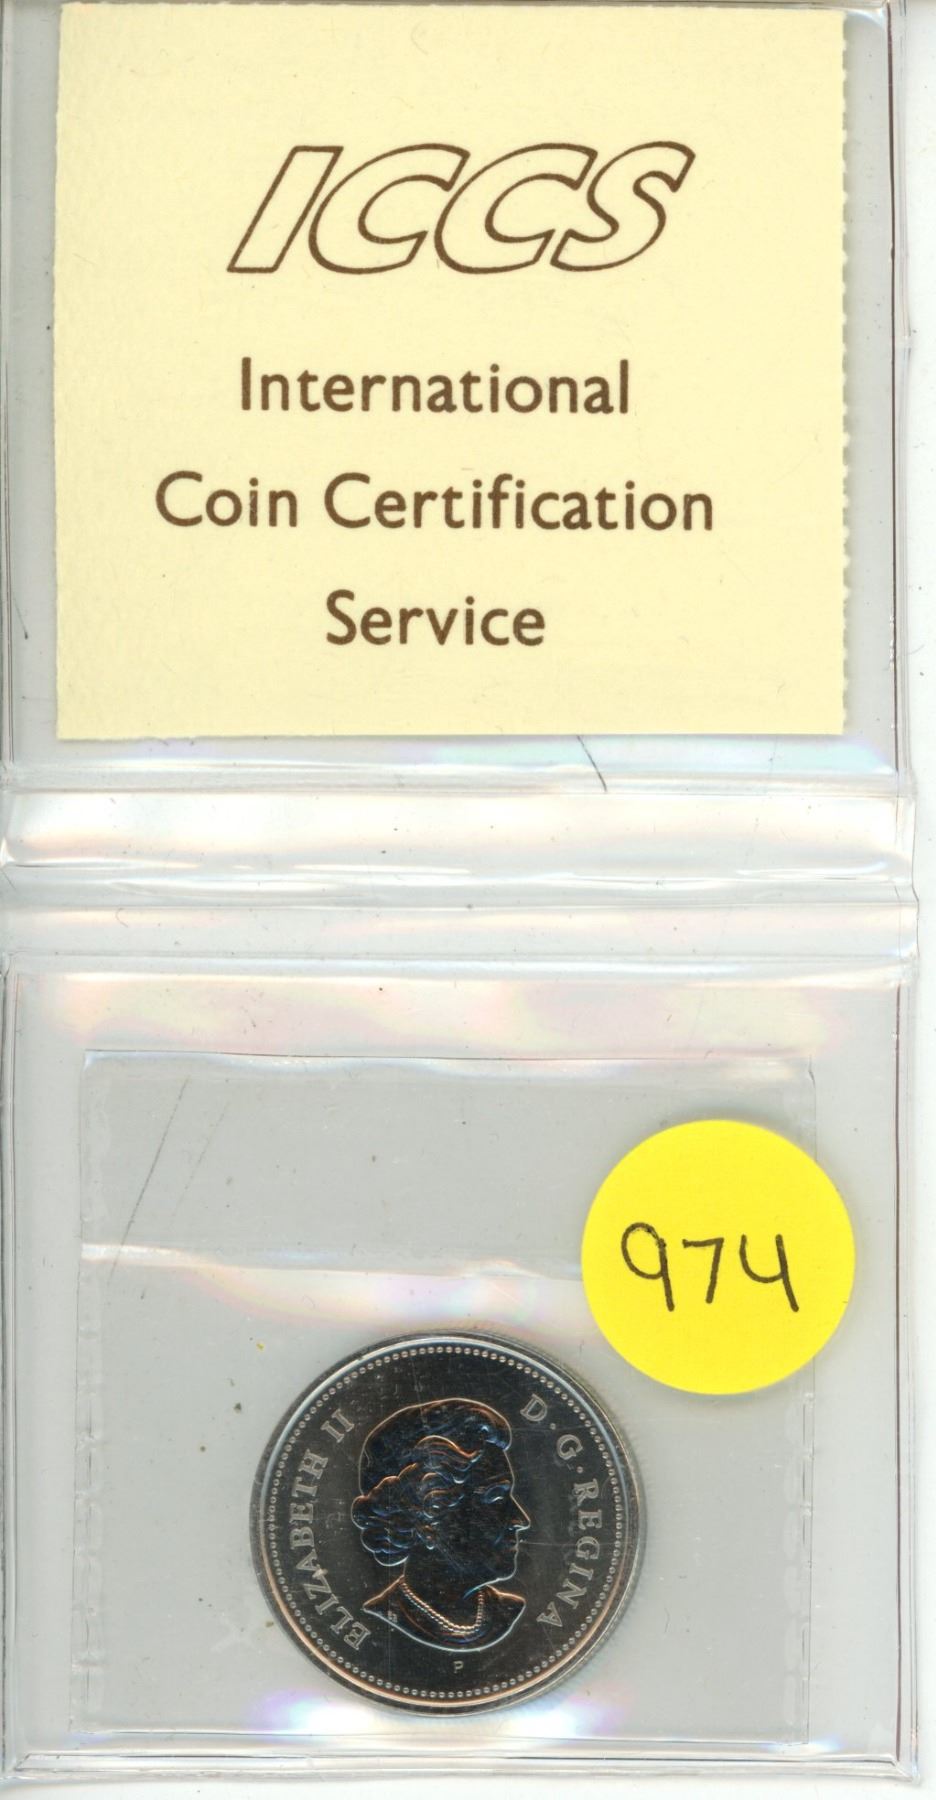 ICCS
International
Coin Certification
Service
974
ELIZABETH II
D·G·REGINA
P